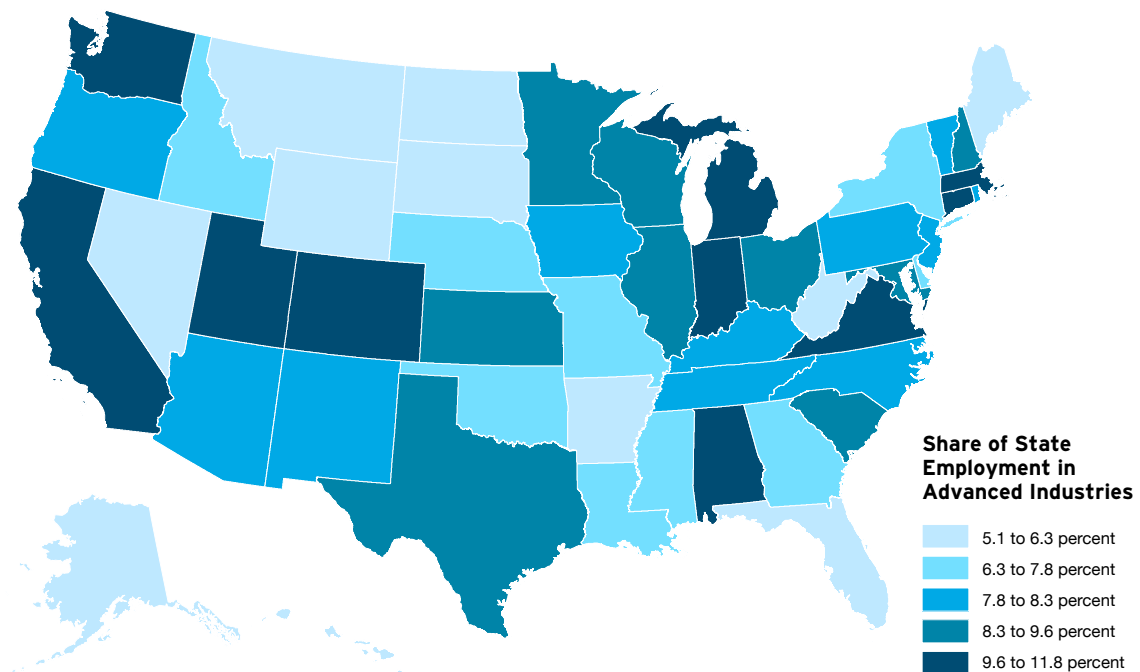 Share of State
Employment in
Advanced Industries
5.1 to 6.3 percent
6.3 to 7.8 percent
7.8 to 8.3 percent
8.3 to 9.6 percent
9.6 to 11.8 percent